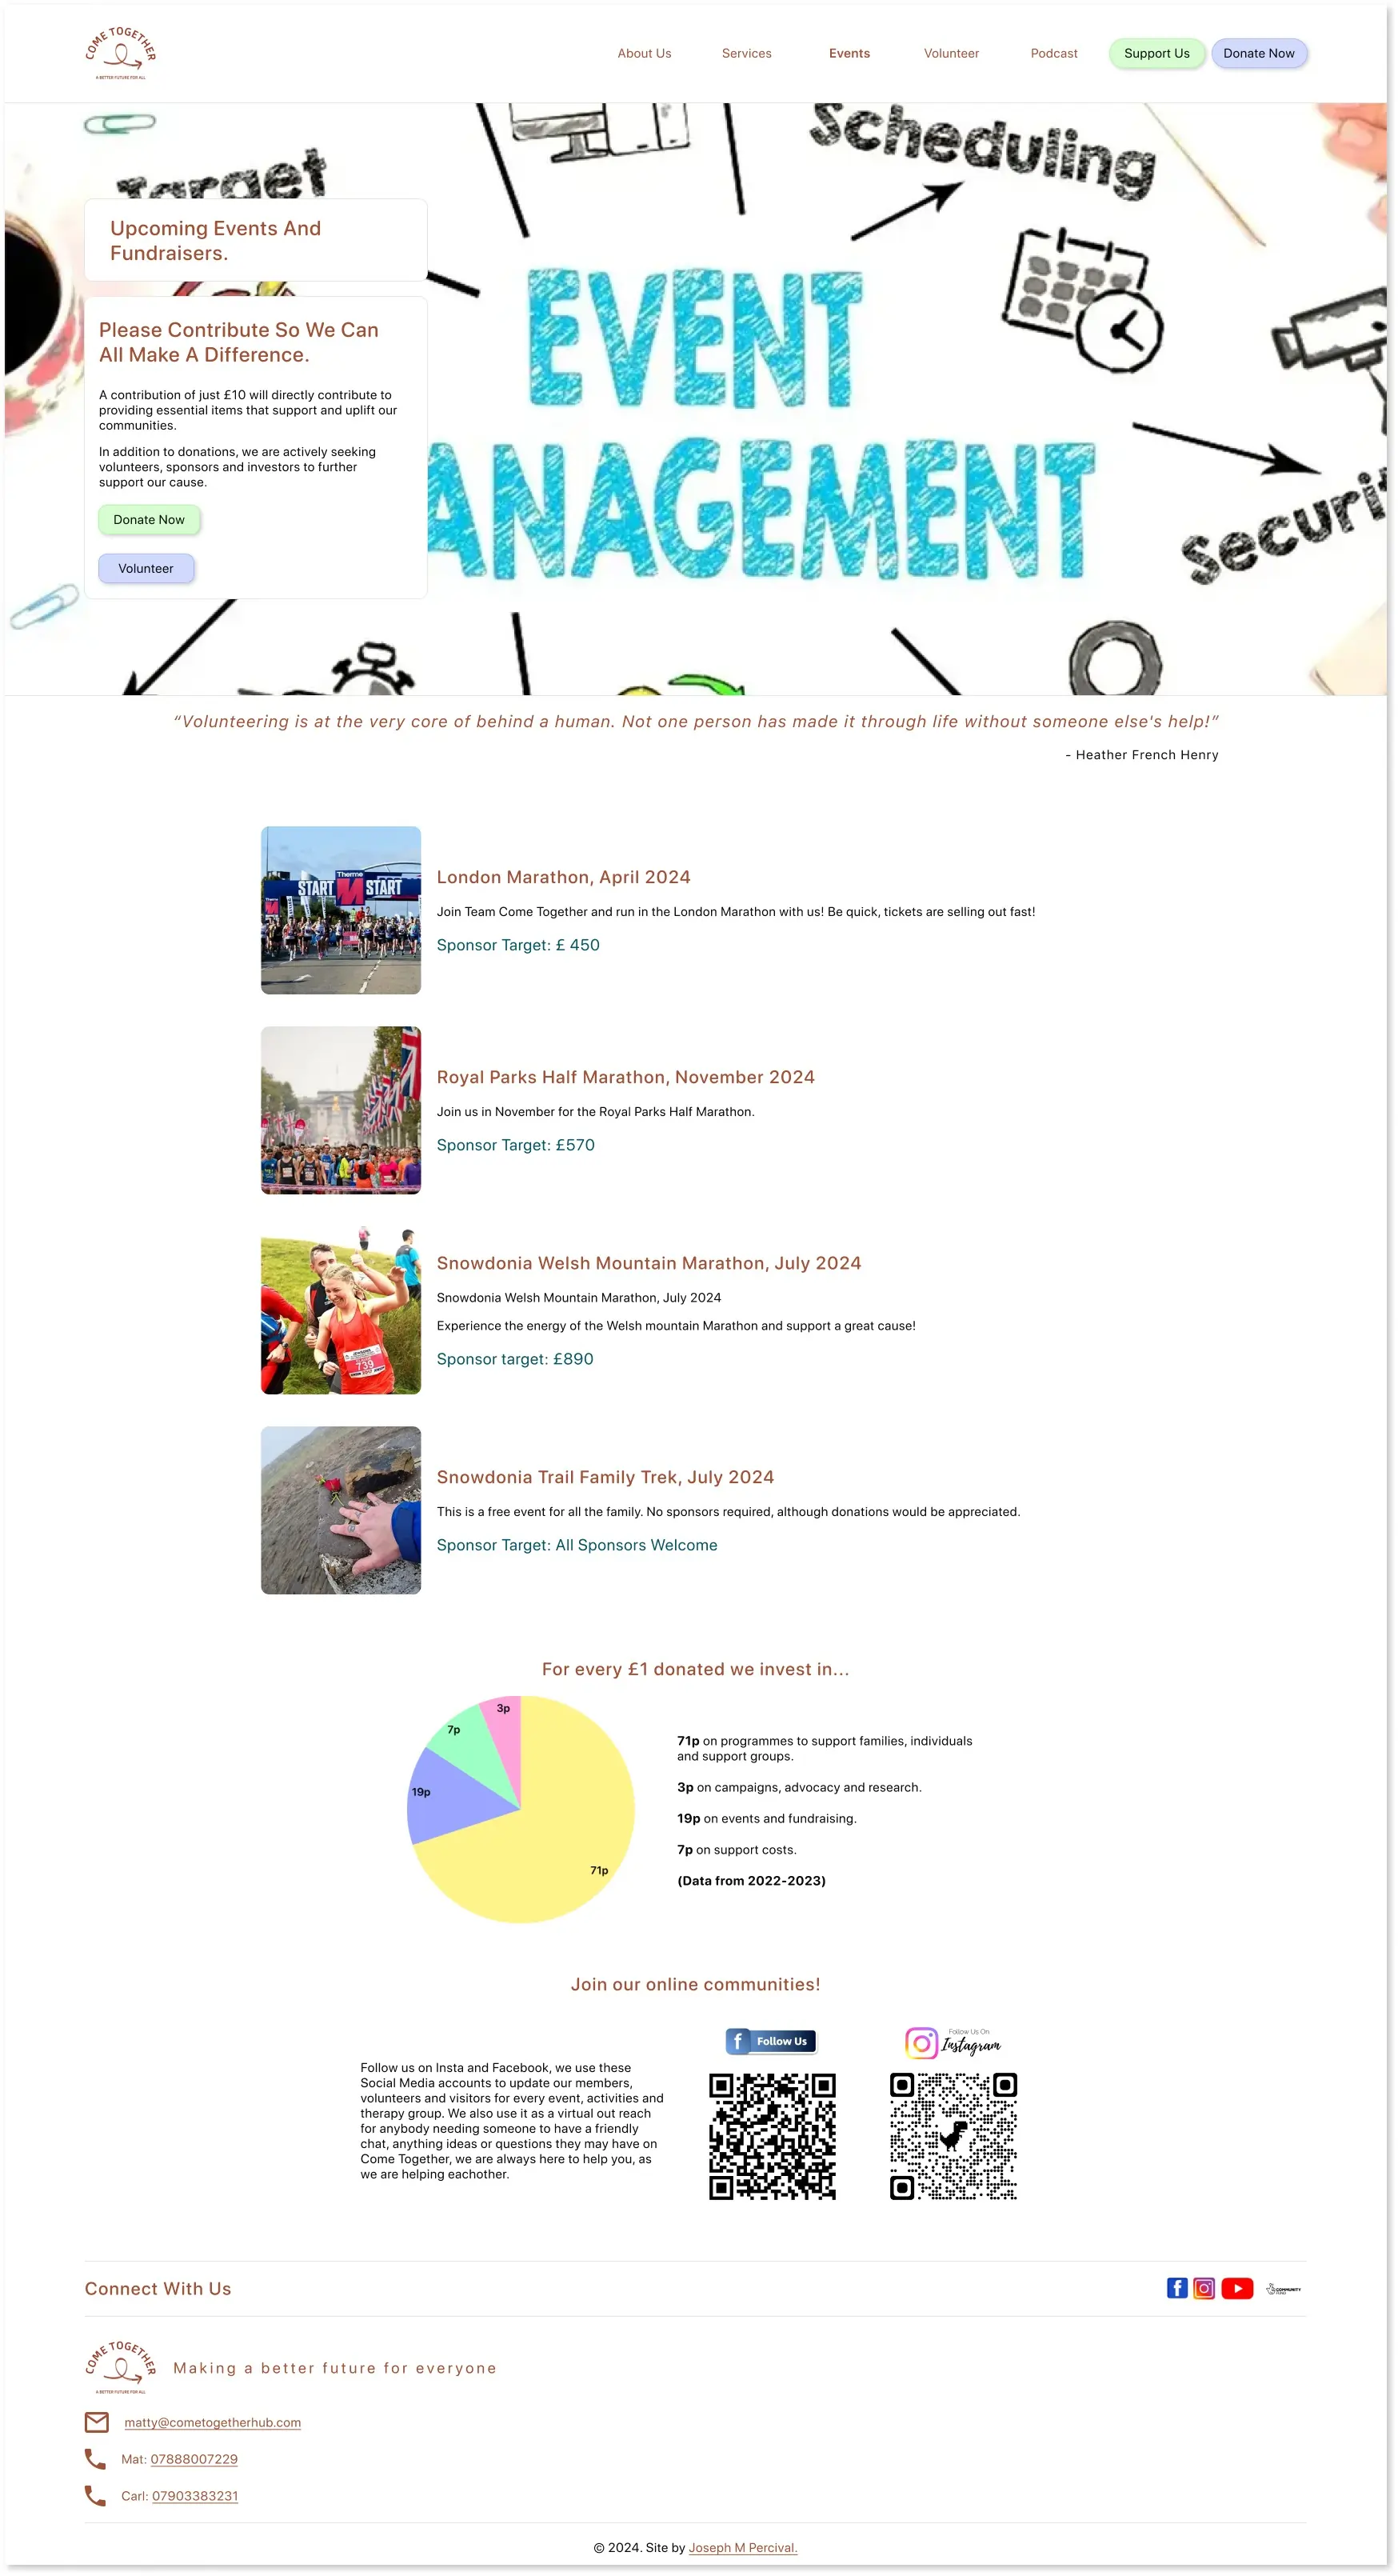 COME TOGETHER
A BETTER FUTURE FOR ALL
About Us
Services
Events
Volunteer
Podcast
Support Us
Donate Now
Target
Scheduling
Upcoming Events And
Fundraisers.
EVENT
ANAGEMENT
Securit
Please Contribute So We Can
All Make A Difference.
A contribution of just £10 will directly contribute to
providing essential items that support and uplift our
communities.
In addition to donations, we are actively seeking
volunteers, sponsors and investors to further
support our cause.
Donate Now
Volunteer
“Volunteering is at the very core of behind a human. Not one person has made it through life without someone else's help!”
- Heather French Henry
START
Therme
M
START
London Marathon, April 2024
Join Team Come Together and run in the London Marathon with us! Be quick, tickets are selling out fast!
Sponsor Target: £ 450
Royal Parks Half Marathon, November 2024
Join us in November for the Royal Parks Half Marathon.
Sponsor Target: £570
739
Snowdonia Welsh Mountain Marathon, July 2024
Snowdonia Welsh Mountain Marathon, July 2024
Experience the energy of the Welsh mountain Marathon and support a great cause!
Sponsor target: £890
Snowdonia Trail Family Trek, July 2024
This is a free event for all the family. No sponsors required, although donations would be appreciated.
Sponsor Target: All Sponsors Welcome
For every £1 donated we invest in...
3p
7p
19p
71p
71p on programmes to support families, individuals
and support groups.
3p on campaigns, advocacy and research.
19p on events and fundraising.
7p on support costs.
(Data from 2022-2023)
Join our online communities!
Follow us on Insta and Facebook, we use these
Social Media accounts to update our members,
volunteers and visitors for every event, activities and
therapy group. We also use it as a virtual out reach
for anybody needing someone to have a friendly
chat, anything ideas or questions they may have on
Come Together, we are always here to help you, as
we are helping eachother.
f Follow Us
Follow Us On
Instagram
Connect With Us
COMMUNITY
FUND
COME TOGETHER
A BETTER FUTURE FOR ALL
Making a better future for everyone
matty@cometogetherhub.com
Mat: 07888007229
Carl: 07903383231
© 2024. Site by Joseph M Percival.